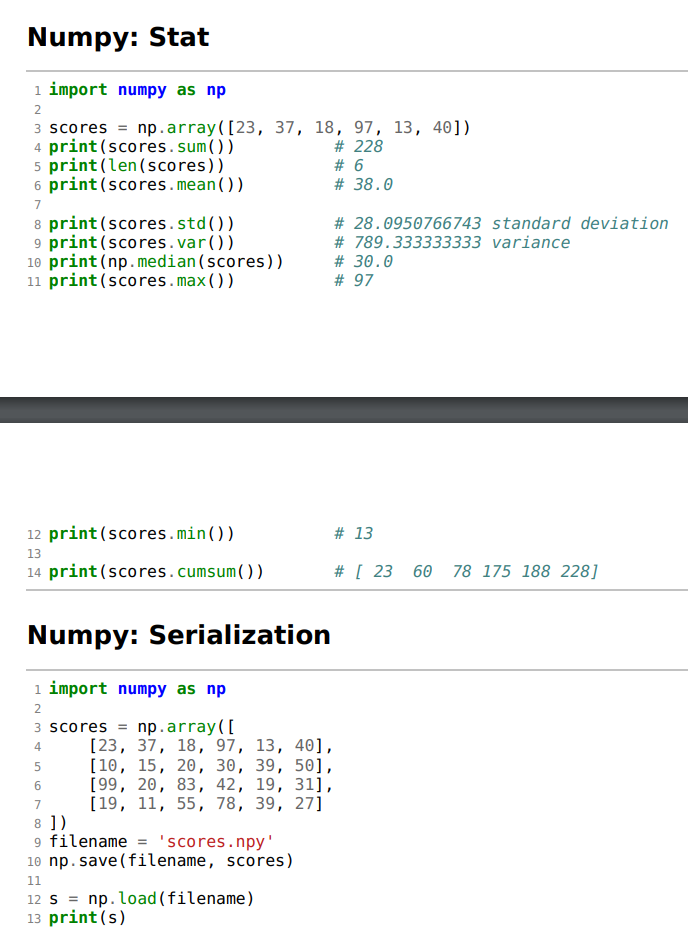 Numpy: Stat
1 import numpy as np
2
3 scores = np.array([23, 37, 18, 97, 13, 40])
4 print(scores.sum())          # 228
5 print(len(scores))           # 6
6 print(scores.mean())         # 38.0
7
8 print(scores.std())          # 28.0950766743 standard deviation
9 print(scores.var())          # 789.333333333 variance
10 print(np.median(scores))     # 30.0
11 print(scores.max())          # 97
12 print(scores.min())          # 13
13
14 print(scores.cumsum())       # [ 23  60  78 175 188 228]
Numpy: Serialization
1 import numpy as np
2
3 scores = np.array([
4     [23, 37, 18, 97, 13, 40],
5     [10, 15, 20, 30, 39, 50],
6     [99, 20, 83, 42, 19, 31],
7     [19, 11, 55, 78, 39, 27]
8 ])
9 filename = 'scores.npy'
10 np.save(filename, scores)
11
12 s = np.load(filename)
13 print(s)